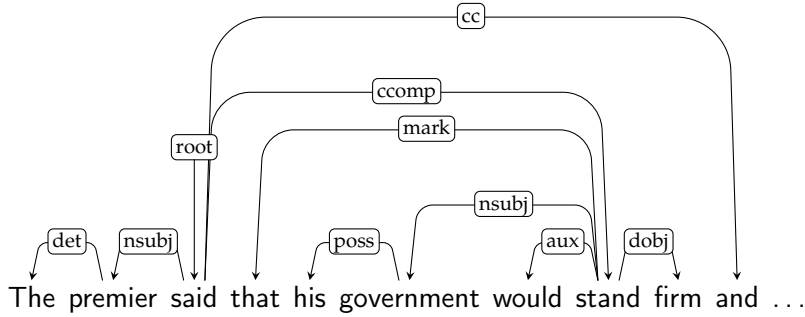 cc
ccomp
mark
root
nsubj
det nsubj poss aux dobj
The premier said that his government would stand firm and ...